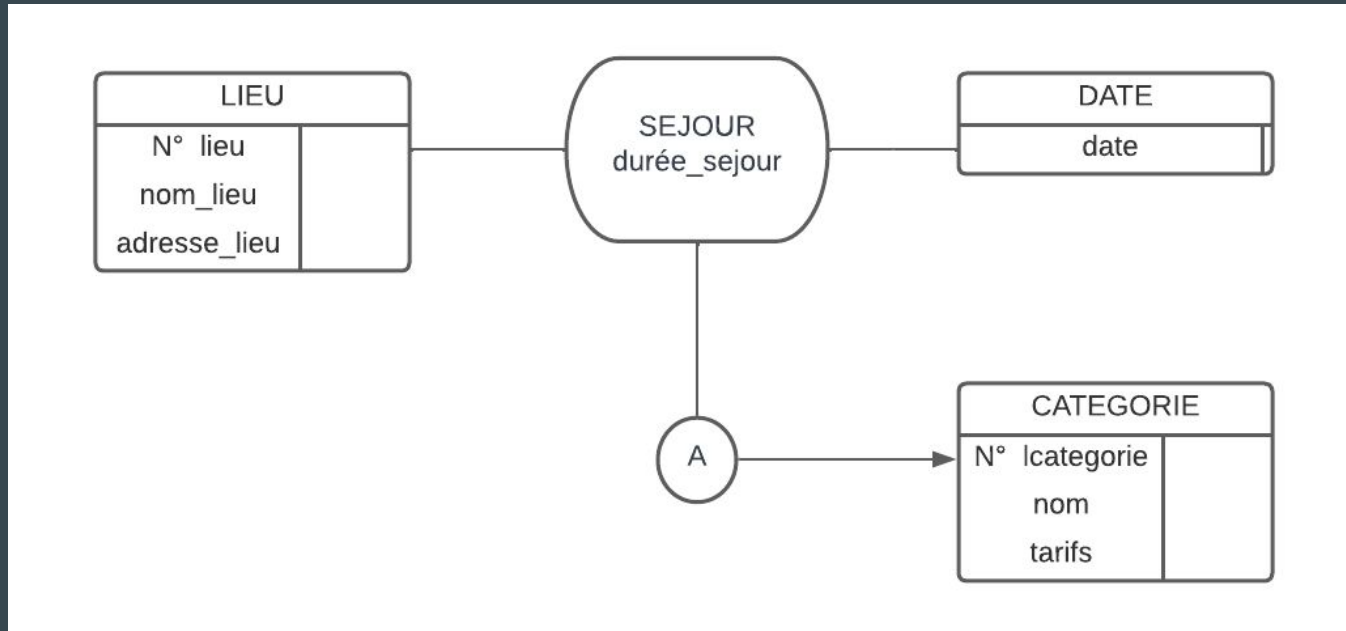 LIEU
N° lieu
nom_lieu
adresse_lieu
SEJOUR
durée_sejour
DATE
date
A
CATEGORIE
N° lcategorie
nom
tarifs